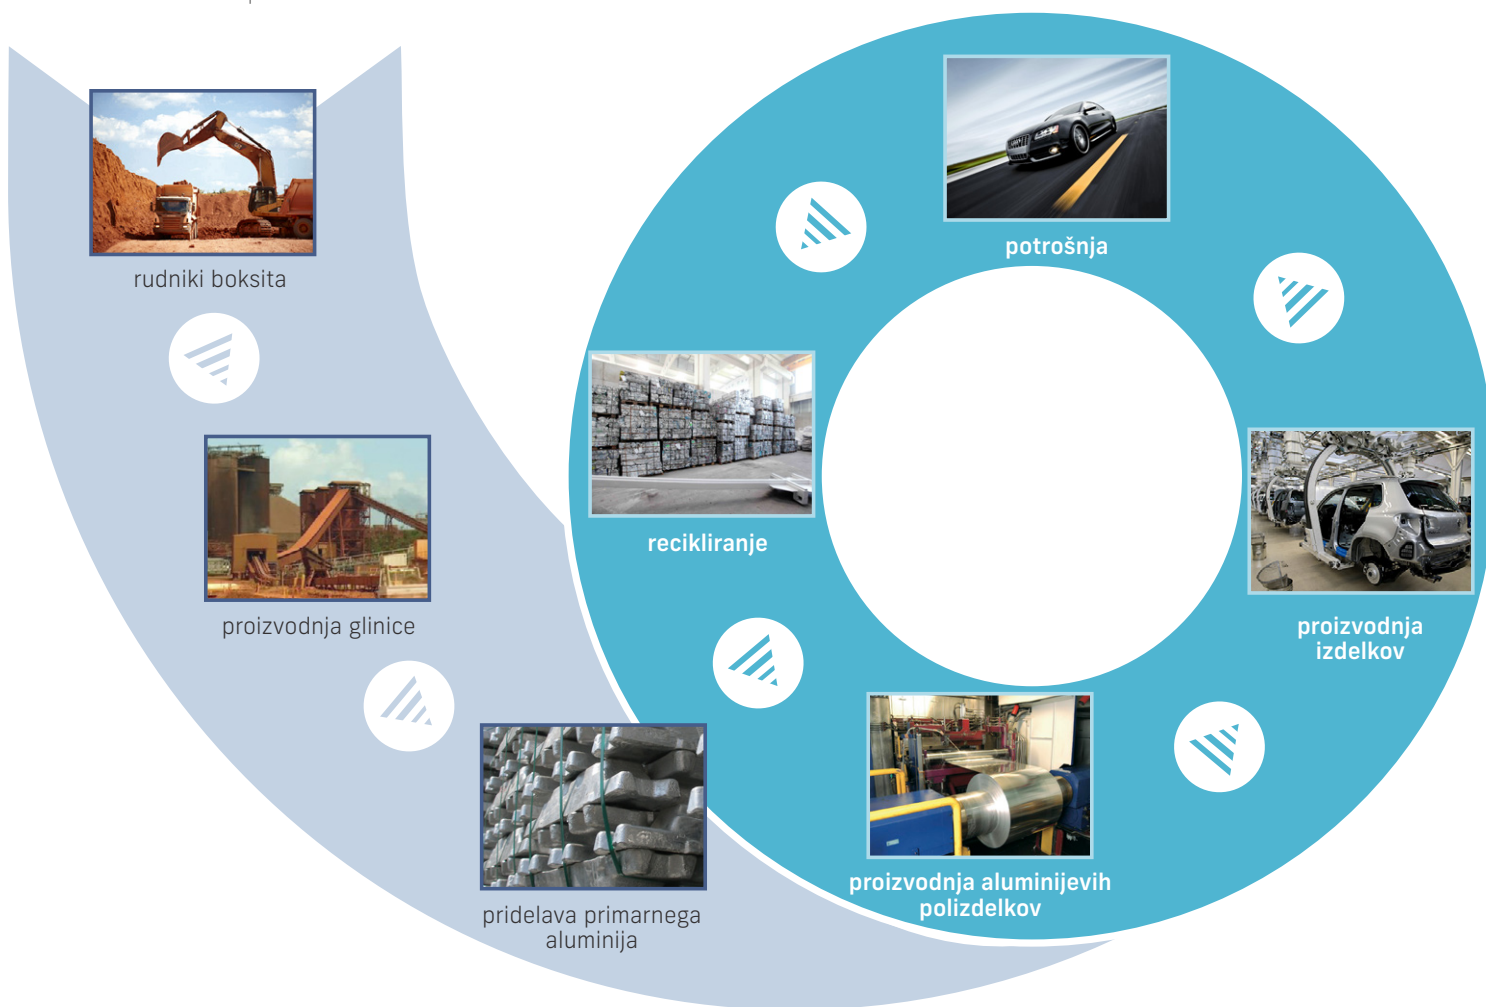 rudniki boksita
proizvodnja glinice
pridelava primarnega
aluminija
potrošnja
recikliranje
proizvodnja
izdelkov
proizvodnja aluminijevih
polizdelkov